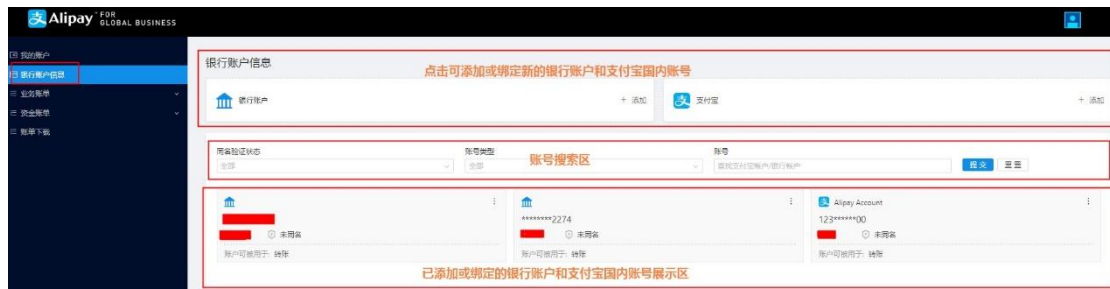 Alipay FOR GLOBAL BUSINESS
我的账户
银行账户信息
业务账单
资金账单
账单下载
银行账户信息
点击可添加或绑定新的银行账户和支付宝国内账号
银行账户
+ 添加
支付宝
+ 添加
同名验证状态
账号类型
账号
全部
全部
账号搜索区
查找支付宝账户/银行账户
提交
重置
Alipay Account
********2274
123******00
未同名
未同名
未同名
账户可被用于: 转账
账户可被用于: 转账
账户可被用于: 转账
已添加或绑定的银行账户和支付宝国内账号展示区